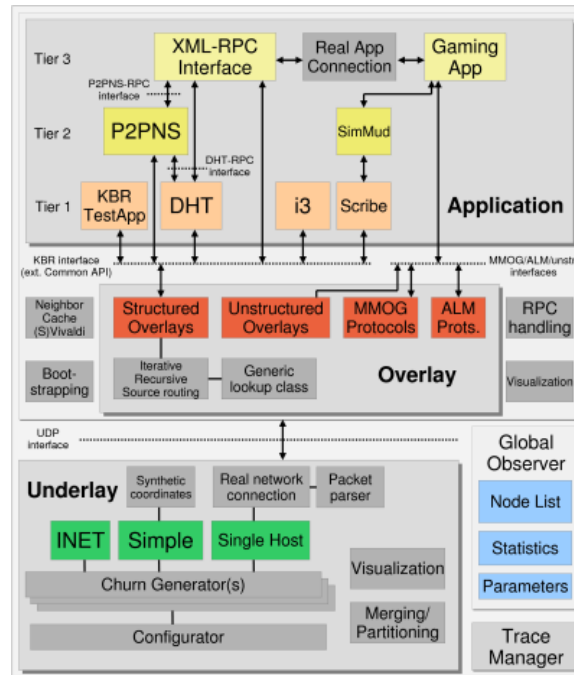 Tier 3
XML-RPC
Interface
Real App
Connection
Gaming
App
P2PNS-RPC
interface
Tier 2
P2PNS
SimMud
DHT-RPC
interface
Tier 1
KBR
TestApp
DHT
i3
Scribe
Application
KBR interface
(ext. Common API)
MMOG/ALM/unstr
interfaces
Neighbor
Cache
(S)Vivaldi
Structured
Overlays
Unstructured
Overlays
MMOG
Protocols
ALM
Prots.
RPC
handling
Boot-
strapping
Iterative
Recursive
Source routing
Generic
lookup class
Overlay
Visualization
UDP
interface
Underlay
Synthetic
coordinates
Real network
connection
Packet
parser
INET
Simple
Single Host
Churn Generator(s)
Configurator
Visualization
Merging/
Partitioning
Global
Observer
Node List
Statistics
Parameters
Trace
Manager